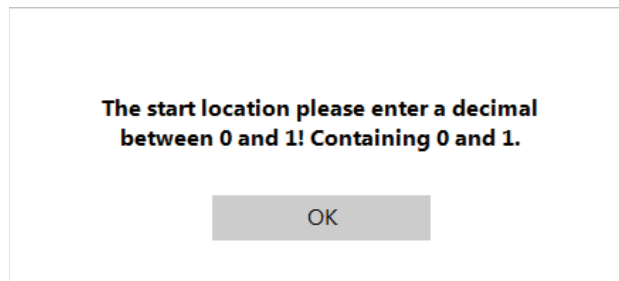 The start location please enter a decimal
between 0 and 1! Containing 0 and 1.
OK